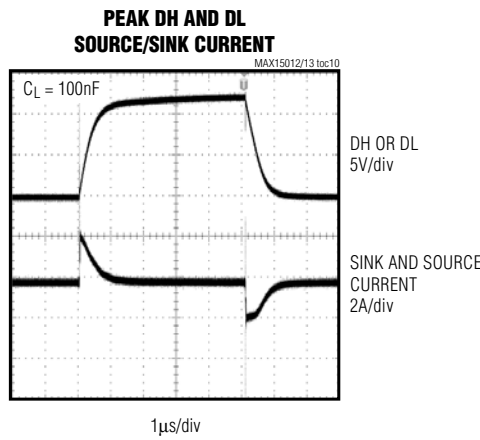 PEAK DH AND DL
SOURCE/SINK CURRENT
MAX15012/13 toc10
CL = 100nF
DH OR DL
5V/div
SINK AND SOURCE
CURRENT
2A/div
1µs/div